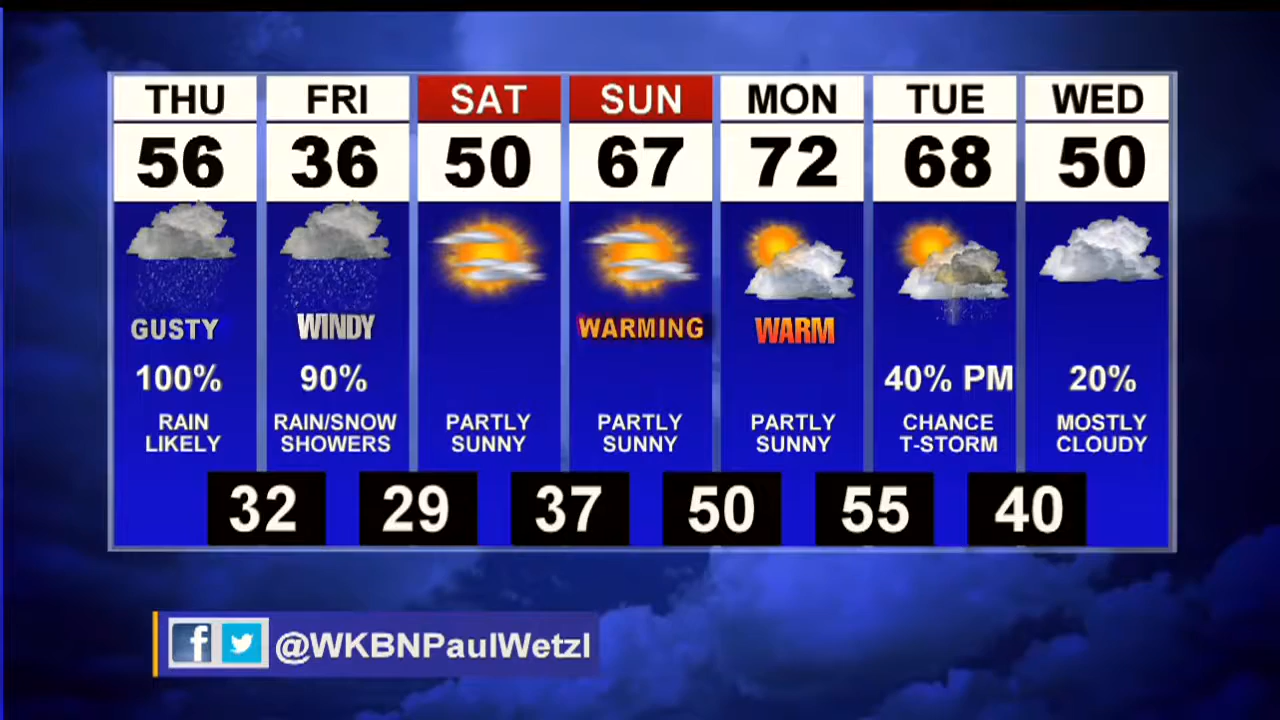 THU FRI SAT SUN MON TUE WED
56 36 50 67 72 68 50
GUSTY WINDY WARMING WARM
100% 90% 40% PM 20%
RAIN RAIN/SNOW PARTLY PARTLY PARTLY CHANCE MOSTLY
LIKELY SHOWERS SUNNY SUNNY SUNNY T-STORM CLOUDY
32 29 37 50 55 40
f @WKBNPaulWetzl